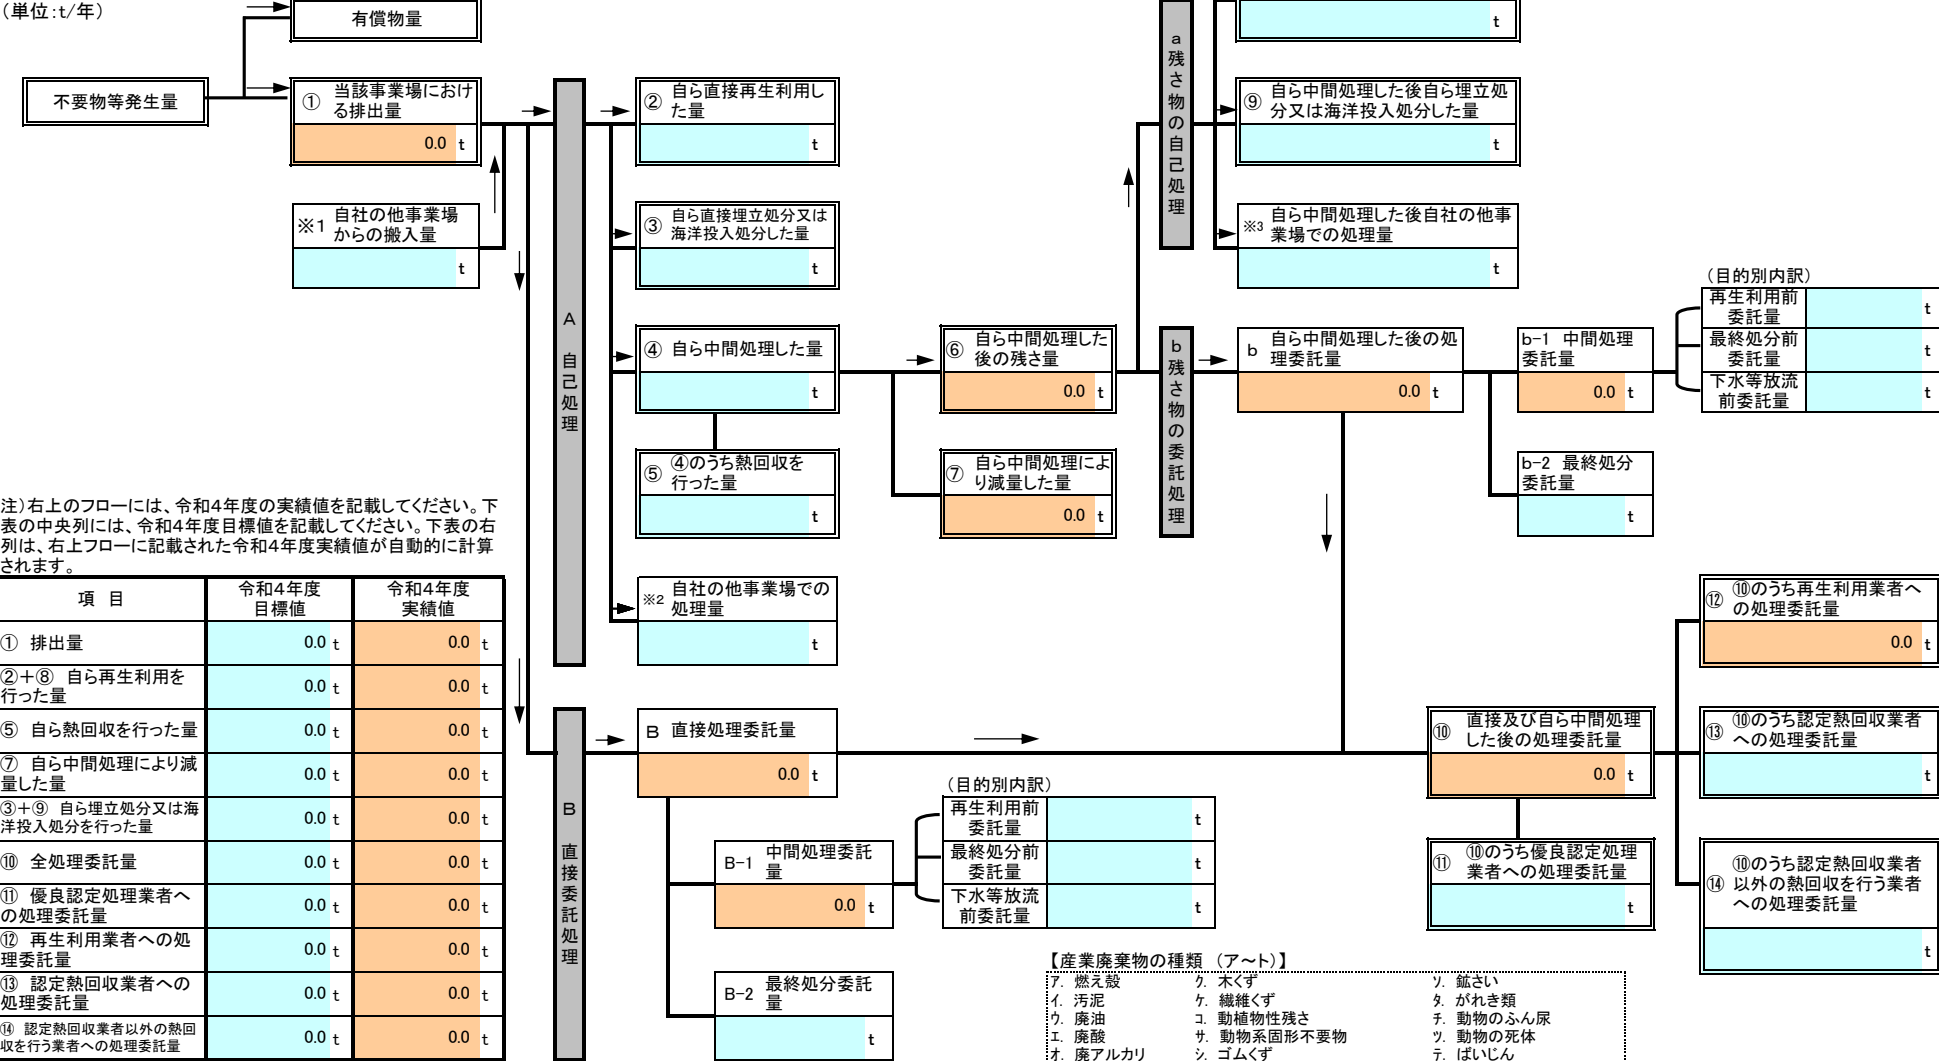 （単位：t/年）
有償物量
不要物等発生量
① 当該事業場におけ
る排出量
0.0 t
※1 自社の他事業場
からの搬入量
t
A 自己処理
② 自ら直接再生利用し
た量
t
③ 自ら直接埋立処分又は
海洋投入処分した量
t
④ 自ら中間処理した量
t
⑤ ④のうち熱回収を
行った量
t
※2 自社の他事業場での
処理量
t
⑥ 自ら中間処理した
後の残さ量
0.0 t
⑦ 自ら中間処理によ
り減量した量
0.0 t
a 残さ物の自己処理
t
⑨ 自ら中間処理した後自ら埋立処
分又は海洋投入処分した量
t
※3 自ら中間処理した後自社の他事
業場での処理量
t
b 残さ物の委託処理
b 自ら中間処理した後の処
理委託量
0.0 t
b-1 中間処理
委託量
0.0 t
b-2 最終処分
委託量
t
（目的別内訳）
再生利用前
委託量
t
最終処分前
委託量
t
下水等放流
前委託量
t
注）右上のフローには、令和4年度の実績値を記載してください。下
表の中央列には、令和4年度目標値を記載してください。下表の右
列は、右上フローに記載された令和4年度実績値が自動的に計算
されます。
項 目
令和4年度
目標値
令和4年度
実績値
① 排出量
0.0 t 0.0 t
②＋⑧ 自ら再生利用を
行った量
0.0 t 0.0 t
⑤ 自ら熱回収を行った量
0.0 t 0.0 t
⑦ 自ら中間処理により減
量した量
0.0 t 0.0 t
③＋⑨ 自ら埋立処分又は海
洋投入処分を行った量
0.0 t 0.0 t
⑩ 全処理委託量
0.0 t 0.0 t
⑪ 優良認定処理業者へ
の処理委託量
0.0 t 0.0 t
⑫ 再生利用業者への処
理委託量
0.0 t 0.0 t
⑬ 認定熱回収業者への
処理委託量
0.0 t 0.0 t
⑭ 認定熱回収業者以外の熱回
収を行う業者への処理委託量
0.0 t 0.0 t
B 直接委託処理
B 直接処理委託量
0.0 t
B-1 中間処理委託
量
0.0 t
B-2 最終処分委託
量
t
（目的別内訳）
再生利用前
委託量
t
最終処分前
委託量
t
下水等放流
前委託量
t
⑩ 直接及び自ら中間処理
した後の処理委託量
0.0 t
⑪ ⑩のうち優良認定処理
業者への処理委託量
t
⑫ ⑩のうち再生利用業者へ
の処理委託量
0.0 t
⑬ ⑩のうち認定熱回収業者
への処理委託量
t
⑭ ⑩のうち認定熱回収業者
以外の熱回収を行う業者
への処理委託量
t
【産業廃棄物の種類 （ア～ト）】
ア. 燃え殻 ク. 木くず ソ. 鉱さい
イ. 汚泥 ケ. 繊維くず タ. がれき類
ウ. 廃油 コ. 動植物性残さ チ. 動物のふん尿
エ. 廃酸 サ. 動物系固形不要物 ツ. 動物の死体
オ. 廃アルカリ シ. ゴムくず テ. ばいじん